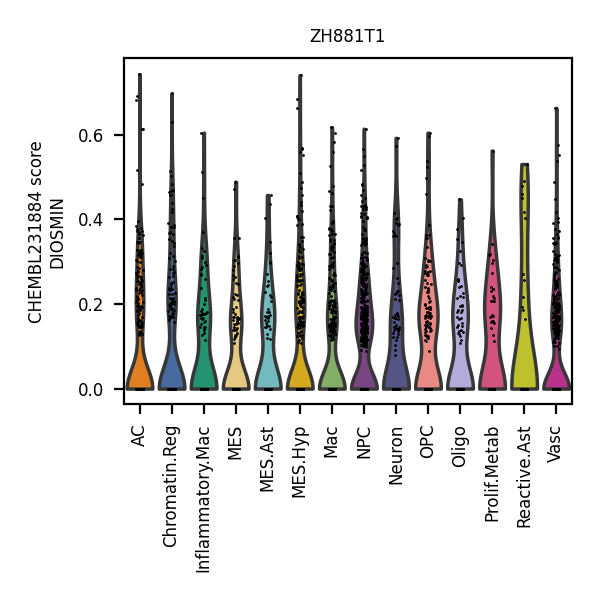 ZH881T1
CHEMBL231884 score
DIOSMIN
0.6
0.4
0.2
0.0
AC
Chromatin.Reg
Inflammatory.Mac
MES
MES.Ast
MES.Hyp
Mac
NPC
Neuron
OPC
Oligo
Prolif.Metab
Reactive.Ast
Vasc